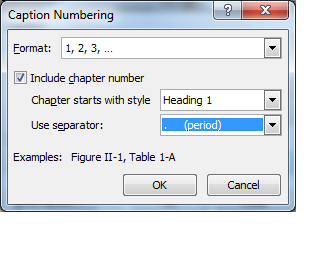 Caption Numbering
Format: 1, 2, 3, ...
Include chapter number
Chapter starts with style Heading 1
Use separator: . (period)
Examples: Figure II-1, Table 1-A
OK Cancel